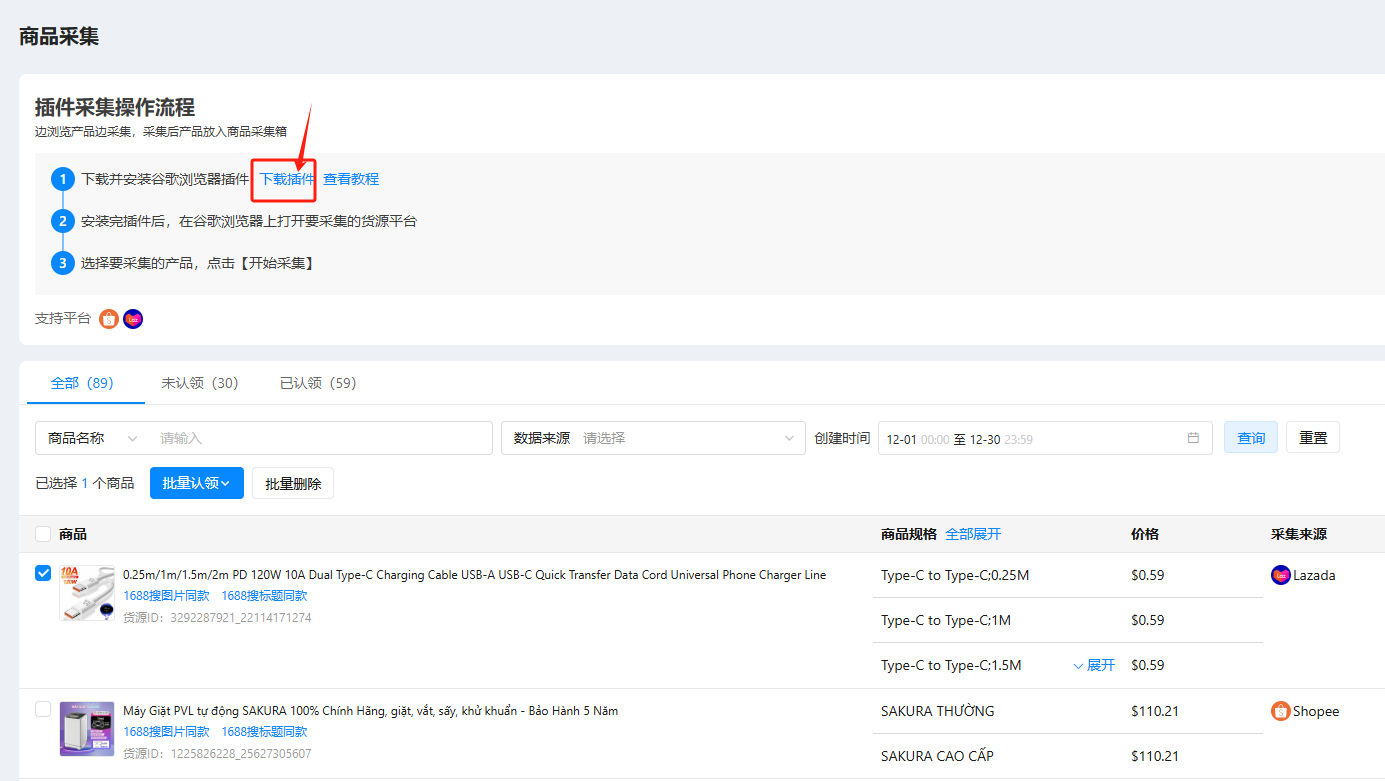 商品采集
插件采集操作流程
边浏览产品边采集，采集后产品放入商品采集箱
1 下载并安装谷歌浏览器插件 下载插件 查看教程
2 安装完插件后，在谷歌浏览器上打开要采集的货源平台
3 选择要采集的产品，点击【开始采集】
支持平台
全部（89） 未认领（30） 已认领（59）
商品名称 请输入 数据来源 请选择 创建时间 12-01 00:00 至 12-30 23:59 查询 重置
已选择 1 个商品 批量认领 批量删除
商品 商品规格 全部展开 价格 采集来源
0.25m/1m/1.5m/2m PD 120W 10A Dual Type-C Charging Cable USB-A USB-C Quick Transfer Data Cord Universal Phone Charger Line Type-C to Type-C;0.25M $0.59 Lazada
10A
120W
1688搜图片同款 1688搜标题同款
货源ID：3292287921_22114171274 Type-C to Type-C;1M $0.59
Type-C to Type-C;1.5M 展开 $0.59
Máy Giặt PVL tự động SAKURA 100% Chính Hãng, giặt, vắt, sấy, khử khuẩn - Bảo Hành 5 Năm SAKURA THƯỜNG $110.21 Shopee
1688搜图片同款 1688搜标题同款
货源ID：1225826228_25627305607 SAKURA CAO CẤP $110.21